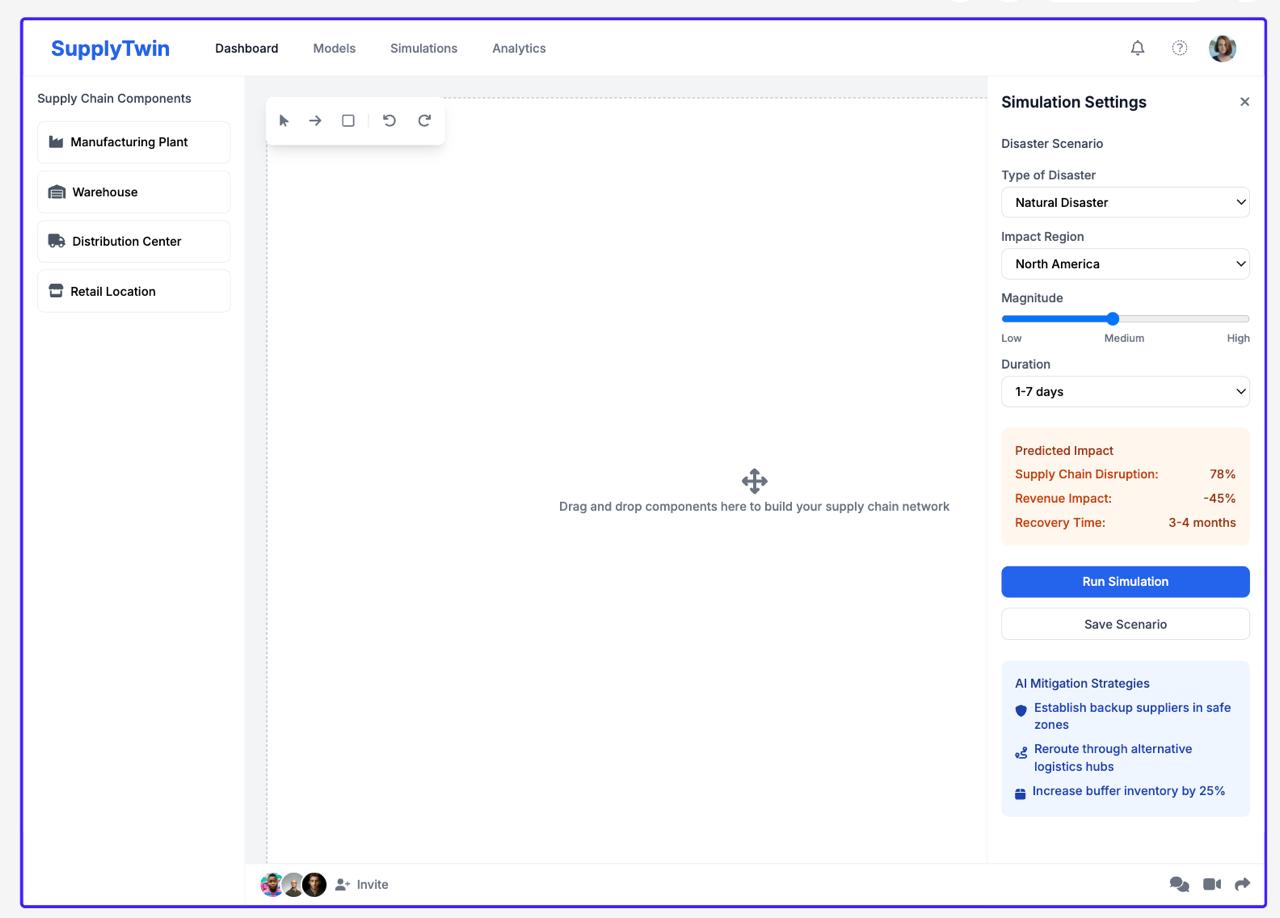 SupplyTwin
Dashboard
Models
Simulations
Analytics
Supply Chain Components
Manufacturing Plant
Warehouse
Distribution Center
Retail Location
Drag and drop components here to build your supply chain network
Simulation Settings
Disaster Scenario
Type of Disaster
Natural Disaster
Impact Region
North America
Magnitude
Low
Medium
High
Duration
1-7 days
Predicted Impact
Supply Chain Disruption: 78%
Revenue Impact: -45%
Recovery Time: 3-4 months
Run Simulation
Save Scenario
AI Mitigation Strategies
Establish backup suppliers in safe
zones
Reroute through alternative
logistics hubs
Increase buffer inventory by 25%
Invite